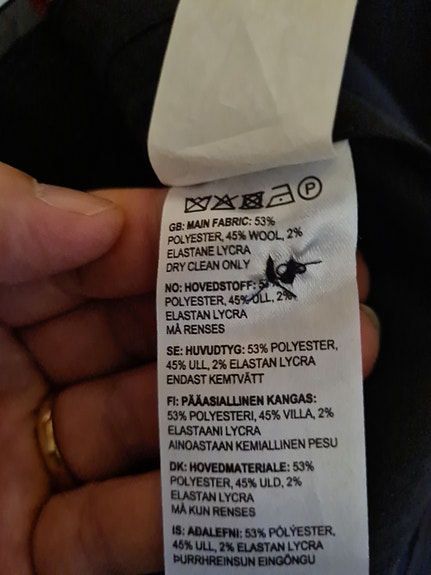 P
GB: MAIN FABRIC: 53%
POLYESTER, 45% WOOL, 2%
ELASTANE LYCRA
DRY CLEAN ONLY
NO: HOVEDSTOFF:
POLYESTER, 45% ULL, 2%
ELASTAN LYCRA
MÅ RENSES
SE: HUVUDTYG: 53% POLYESTER,
45% ULL, 2% ELASTAN LYCRA
ENDAST KEMTVÄTT
FI: PÄÄASIALLINEN KANGAS:
53% POLYESTERI, 45% VILLA, 2%
ELASTAANI LYCRA
AINOASTAAN KEMIALLINEN PESU
DK: HOVEDMATERIALE: 53%
POLYESTER, 45% ULD, 2%
ELASTAN LYCRA
MÅ KUN RENSES
IS: AÐALEFNI: 53% PÓLÝESTER,
45% ULL, 2% ELASTAN LYCRA
ÞURRHREINSUN EINGÖNGU